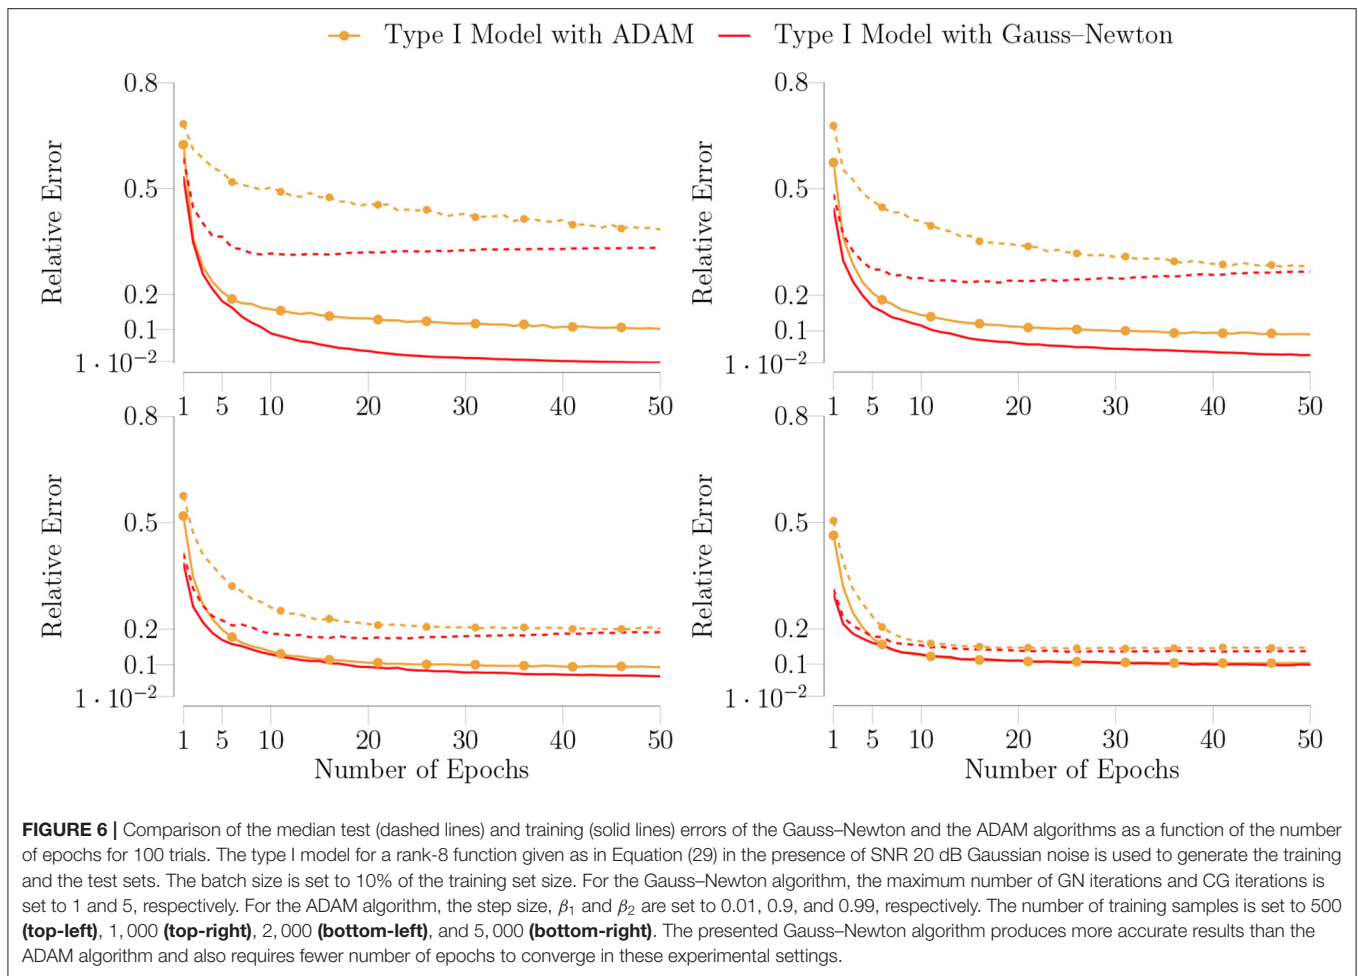 Type I Model with ADAM
Type I Model with Gauss–Newton
0.8
0.5
0.2
0.1
1 · 10⁻²
Relative Error
1 5 10 20 30 40 50
0.8
0.5
0.2
0.1
1 · 10⁻²
Relative Error
1 5 10 20 30 40 50
0.8
0.5
0.2
0.1
1 · 10⁻²
Relative Error
1 5 10 20 30 40 50
Number of Epochs
0.8
0.5
0.2
0.1
1 · 10⁻²
Relative Error
1 5 10 20 30 40 50
Number of Epochs
FIGURE 6 | Comparison of the median test (dashed lines) and training (solid lines) errors of the Gauss–Newton and the ADAM algorithms as a function of the number
of epochs for 100 trials. The type I model for a rank-8 function given as in Equation (29) in the presence of SNR 20 dB Gaussian noise is used to generate the training
and the test sets. The batch size is set to 10% of the training set size. For the Gauss–Newton algorithm, the maximum number of GN iterations and CG iterations is
set to 1 and 5, respectively. For the ADAM algorithm, the step size, β₁ and β₂ are set to 0.01, 0.9, and 0.99, respectively. The number of training samples is set to 500
(top-left), 1, 000 (top-right), 2, 000 (bottom-left), and 5, 000 (bottom-right). The presented Gauss–Newton algorithm produces more accurate results than the
ADAM algorithm and also requires fewer number of epochs to converge in these experimental settings.